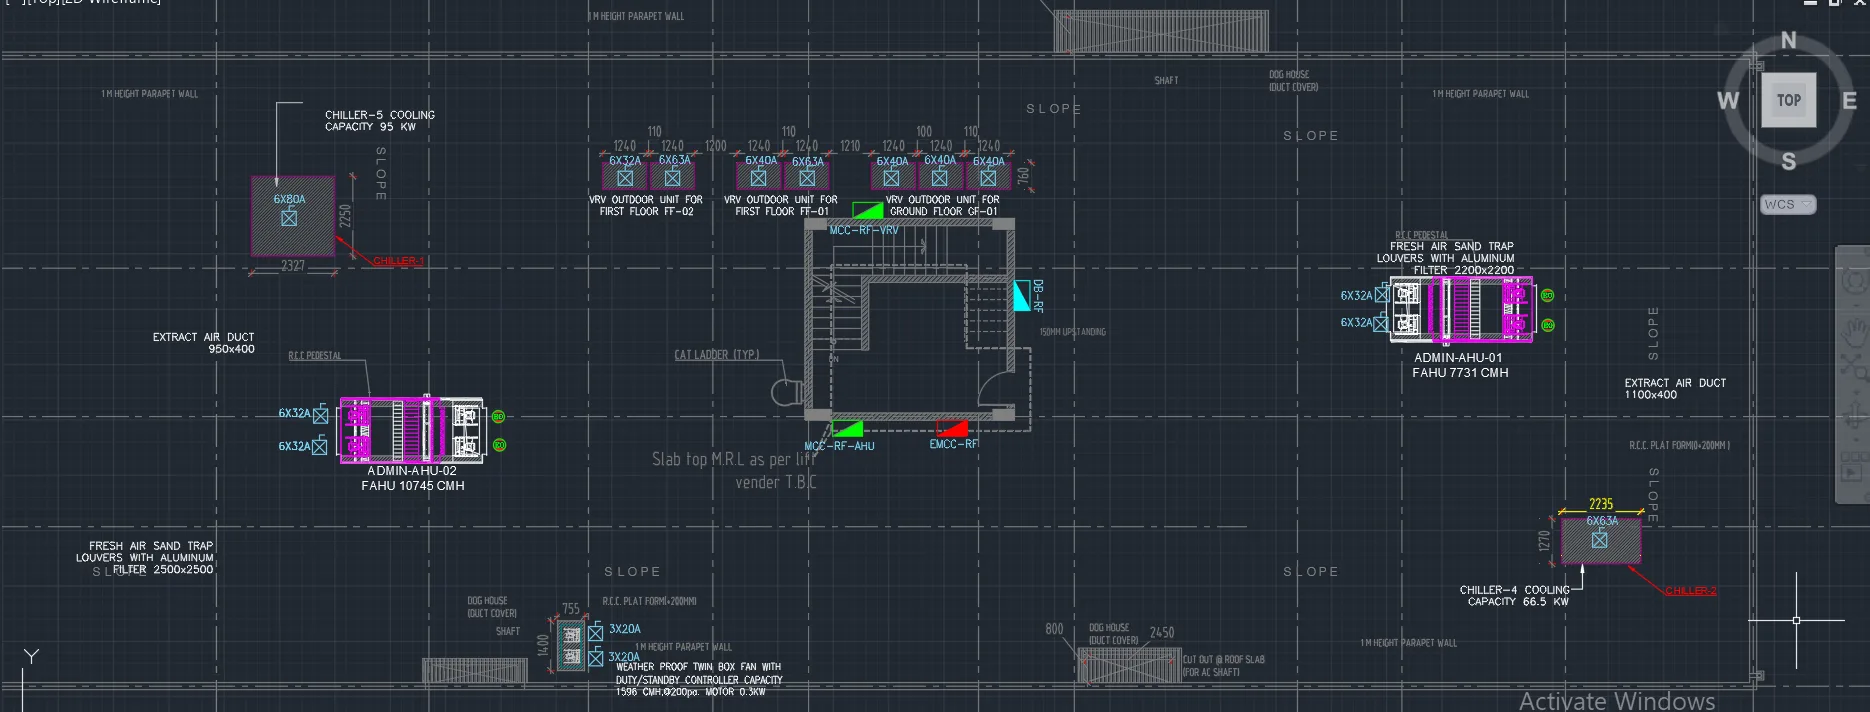 [Top][2D Wireframe]
1 M HEIGHT PARAPET WALL
N
SHAFT
DOG HOUSE
(DUCT COVER)
W
TOP
E
1 M HEIGHT PARAPET WALL
1 M HEIGHT PARAPET WALL
SLOPE
CHILLER-5 COOLING
CAPACITY 95 KW
SLOPE
110
110
100
110
1240
1240
1200
1240
1240
1210
1240
1240
1240
S
6X32A
6X63A
6X40A
6X63A
6X40A
6X40A
6X40A
SLOPE
760
6X80A
VRV OUTDOOR UNIT FOR
FIRST FLOOR FF-02
VRV OUTDOOR UNIT FOR
FIRST FLOOR FF-01
VRV OUTDOOR UNIT FOR
GROUND FLOOR GF-01
WCS
2250
MCC-RF-VRV
R.C.C PEDESTAL
FRESH AIR SAND TRAP
LOUVERS WITH ALUMINUM
FILTER 2200x2200
CHILLER-1
2327
DB-RF
6X32A
6X32A
EXTRACT AIR DUCT
950x400
150MM UPSTANDING
SLOPE
R.C.C PEDESTAL
CAT LADDER (TYP.)
DN
ADMIN-AHU-01
FAHU 7731 CMH
EXTRACT AIR DUCT
1100x400
6X32A
6X32A
MCC-RF-AHU
EMCC-RF
R.C.C. PLAT FORM(0+200MM )
Slab top M.R.L as per lift
vender T.B.C
ADMIN-AHU-02
FAHU 10745 CMH
SLOPE
2235
6X63A
1270
FRESH AIR SAND TRAP
LOUVERS WITH ALUMINUM
FILTER 2500x2500
SLOPE
SLOPE
SLOPE
CHILLER-4 COOLING
CAPACITY 66.5 KW
CHILLER-2
DOG HOUSE
(DUCT COVER)
SHAFT
755
R.C.C. PLAT FORM(+200MM)
1400
3X20A
3X20A
1 M HEIGHT PARAPET WALL
WEATHER PROOF TWIN BOX FAN WITH
DUTY/STANDBY CONTROLLER CAPACITY
1596 CMH,@200pa. MOTOR 0.3KW
800
DOG HOUSE
(DUCT COVER)
2450
CUT OUT @ ROOF SLAB
(FOR AC SHAFT)
1 M HEIGHT PARAPET WALL
Y
Activate Windows